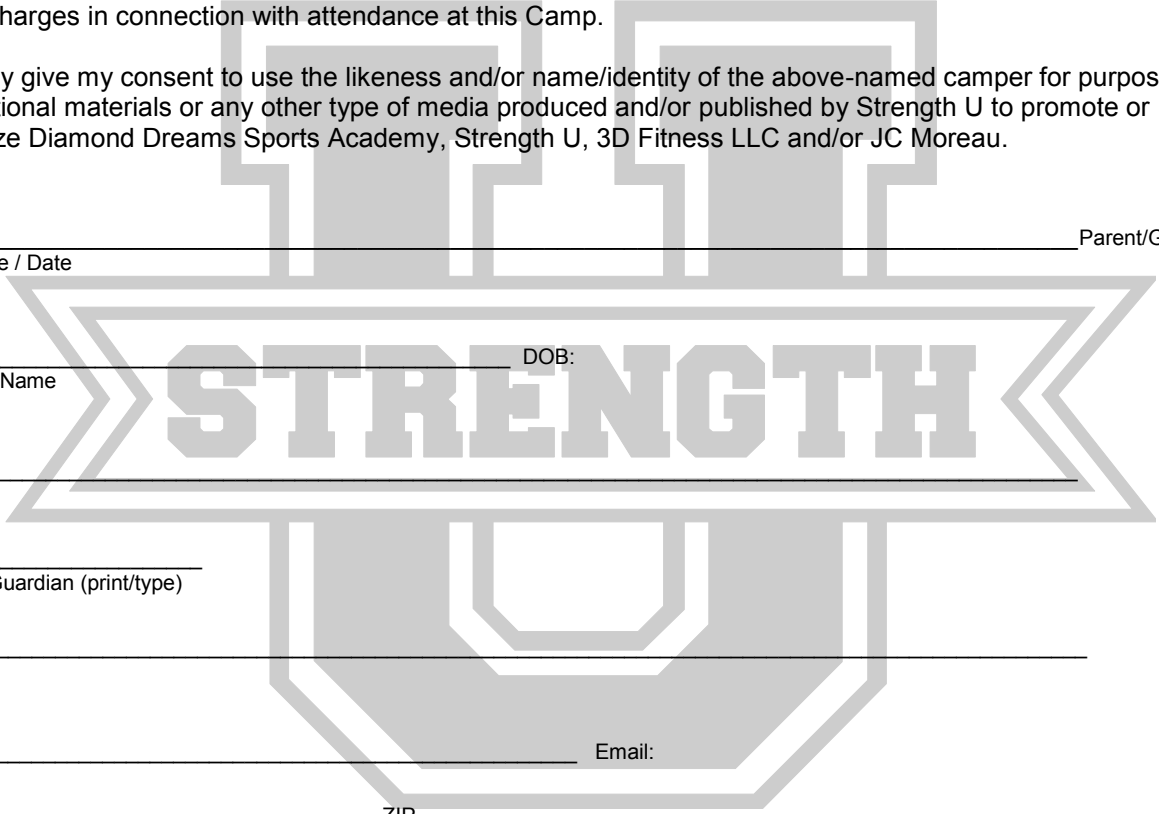 harges in connection with attendance at this Camp.
y give my consent to use the likeness and/or name/identity of the above-named camper for purpos
tional materials or any other type of media produced and/or published by Strength U to promote or
ze Diamond Dreams Sports Academy, Strength U, 3D Fitness LLC and/or JC Moreau.
Parent/G
e / Date
DOB:
Name
STRENGTH
U
uardian (print/type)
Email:
ZIP